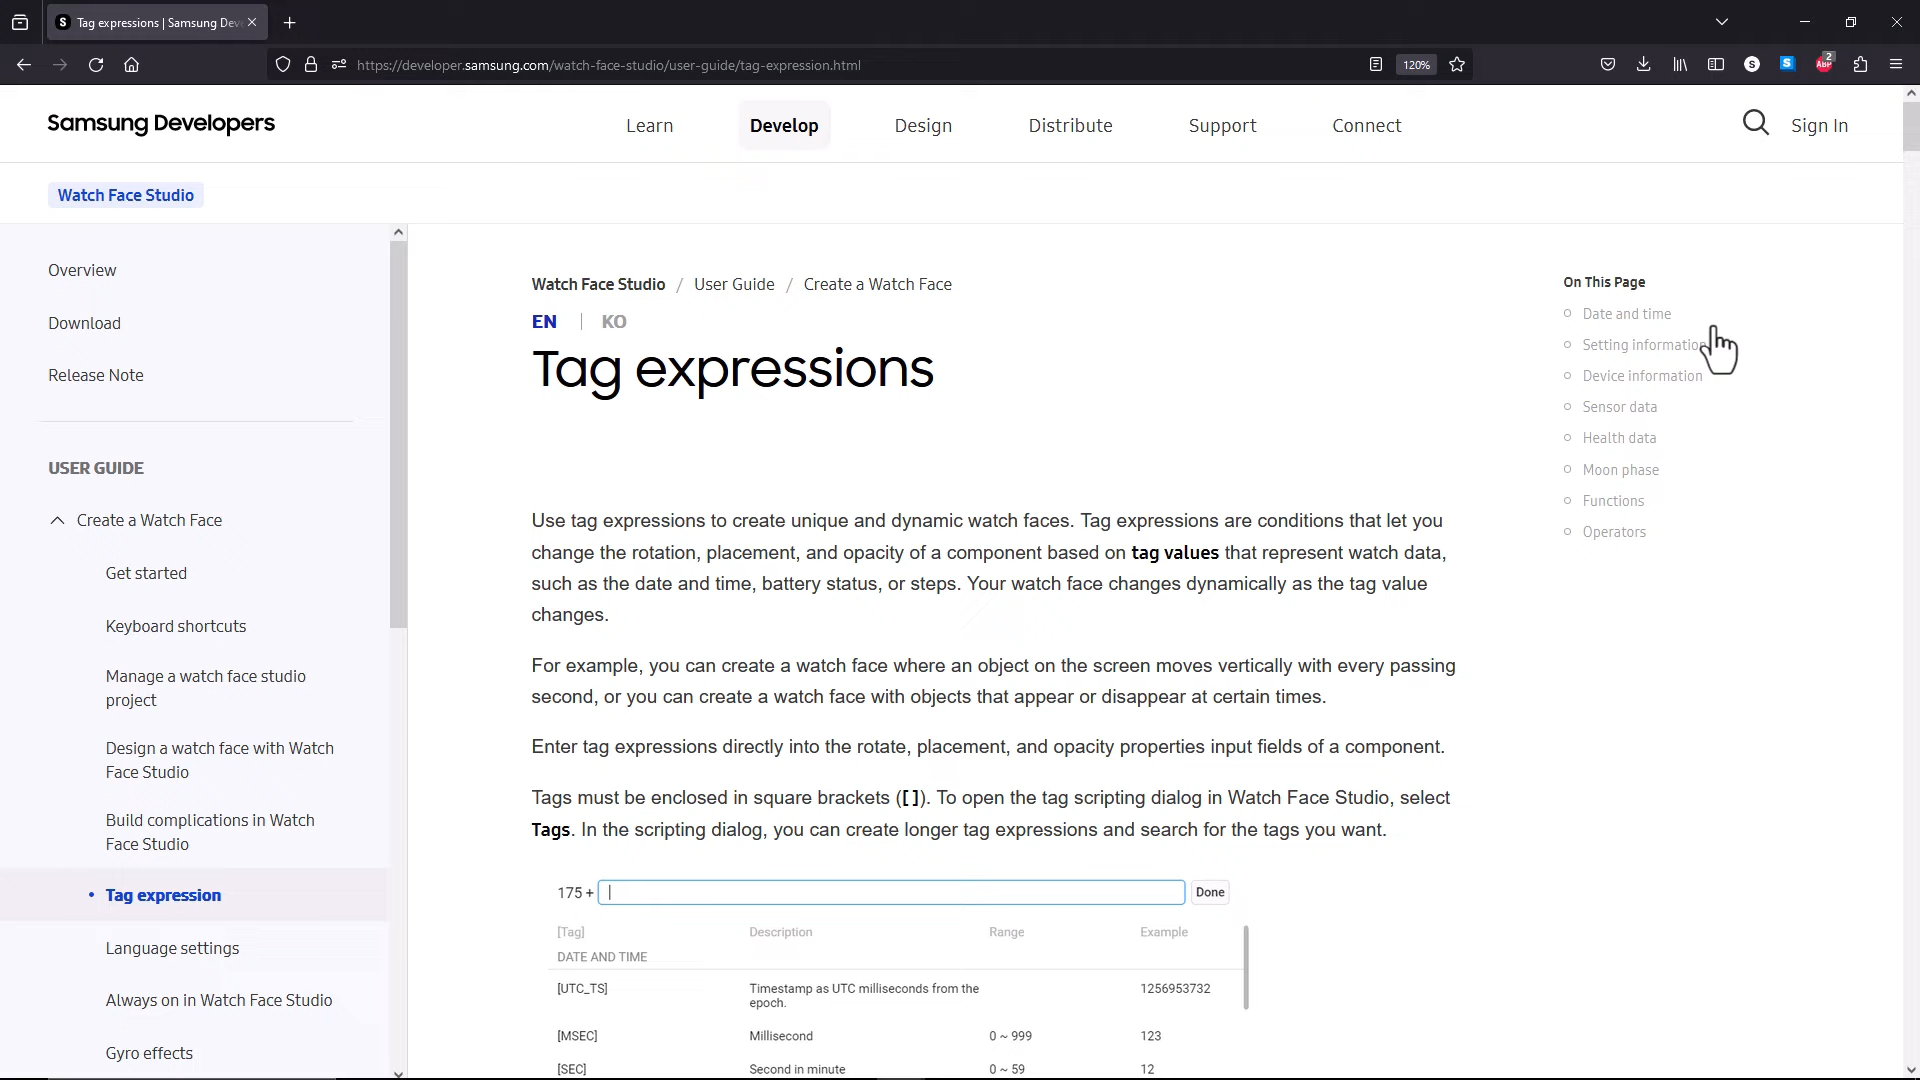 Tag expressions | Samsung Dev
https://developer.samsung.com/watch-face-studio/user-guide/tag-expression.html
120%
S
S
ABP
2
Samsung Developers
Learn
Develop
Design
Distribute
Support
Connect
Sign In
Watch Face Studio
Overview
Download
Release Note
USER GUIDE
Create a Watch Face
Get started
Keyboard shortcuts
Manage a watch face studio
project
Design a watch face with Watch
Face Studio
Build complications in Watch
Face Studio
Tag expression
Language settings
Always on in Watch Face Studio
Gyro effects
Watch Face Studio / User Guide / Create a Watch Face
EN | KO
Tag expressions
Use tag expressions to create unique and dynamic watch faces. Tag expressions are conditions that let you
change the rotation, placement, and opacity of a component based on tag values that represent watch data,
such as the date and time, battery status, or steps. Your watch face changes dynamically as the tag value
changes.
For example, you can create a watch face where an object on the screen moves vertically with every passing
second, or you can create a watch face with objects that appear or disappear at certain times.
Enter tag expressions directly into the rotate, placement, and opacity properties input fields of a component.
Tags must be enclosed in square brackets ([ ]). To open the tag scripting dialog in Watch Face Studio, select
Tags. In the scripting dialog, you can create longer tag expressions and search for the tags you want.
175 +
Done
[Tag] Description Range Example
DATE AND TIME
[UTC_TS] Timestamp as UTC milliseconds from the 1256953732
epoch.
[MSEC] Millisecond 0 ~ 999 123
[SEC] Second in minute 0 ~ 59 12
On This Page
Date and time
Setting information
Device information
Sensor data
Health data
Moon phase
Functions
Operators